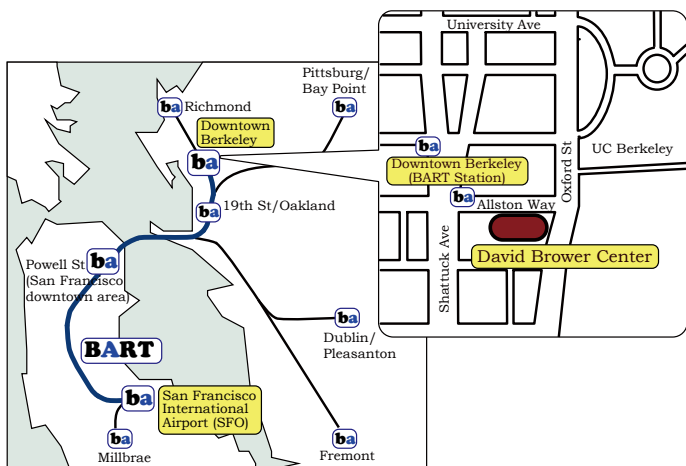 Pittsburg/
Bay Point
ba
Richmond
ba
Downtown
Berkeley
ba
19th St/Oakland
ba
Powell St
(San Francisco
downtown area)
ba
BART
San Francisco
International
Airport (SFO)
ba
Millbrae
ba
Dublin/
Pleasanton
ba
Fremont
ba
University Ave
UC Berkeley
Oxford St
ba
Downtown Berkeley
(BART Station)
ba
Allston Way
Shattuck Ave
David Brower Center